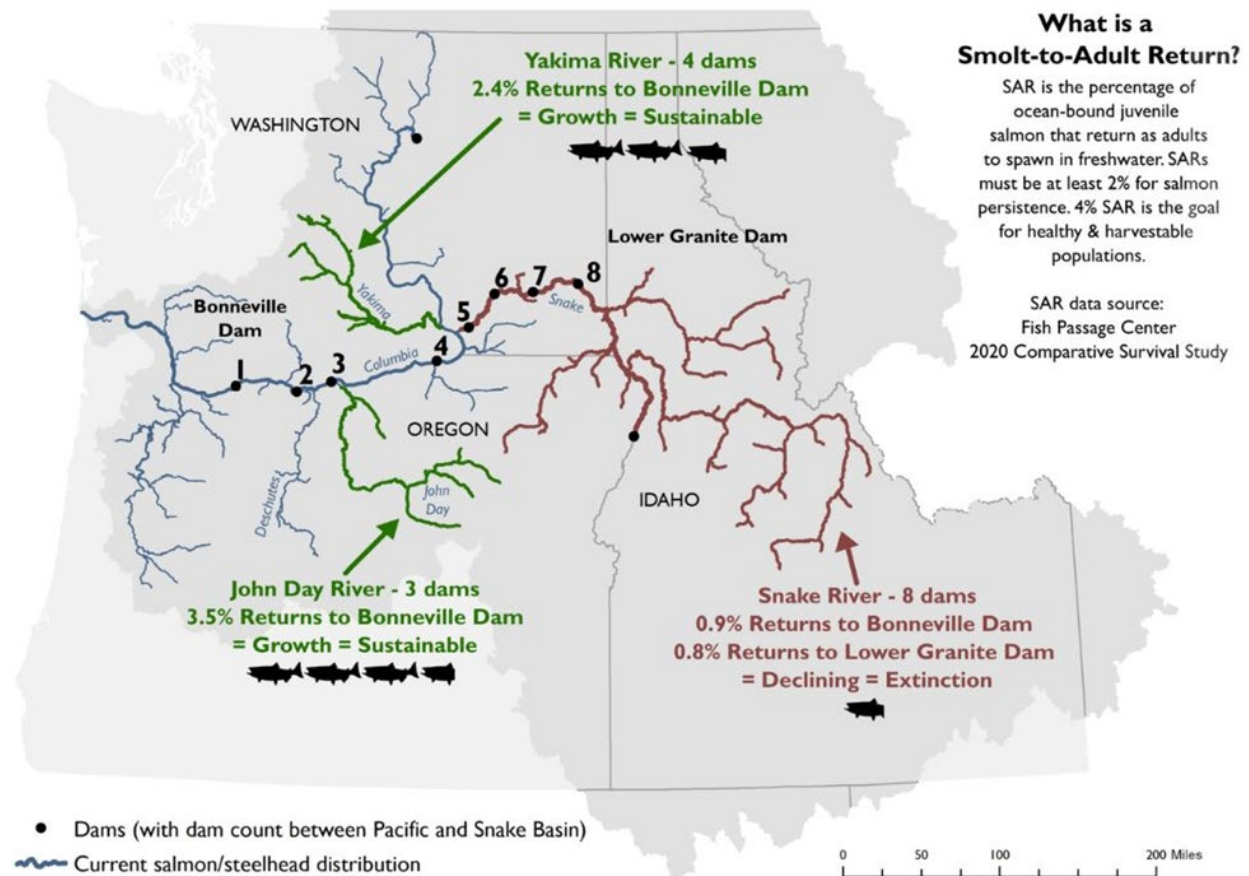 What is a
Smolt-to-Adult Return?
SAR is the percentage of
ocean-bound juvenile
salmon that return as adults
to spawn in freshwater. SARs
must be at least 2% for salmon
persistence. 4% SAR is the goal
for healthy & harvestable
populations.
SAR data source:
Fish Passage Center
2020 Comparative Survival Study
Yakima River - 4 dams
2.4% Returns to Bonneville Dam
= Growth = Sustainable
WASHINGTON
Lower Granite Dam
6
7
8
Snake
Yakima
5
Bonneville
Dam
4
Columbia
1
2
3
OREGON
John
Day
Deschutes
IDAHO
John Day River - 3 dams
3.5% Returns to Bonneville Dam
= Growth = Sustainable
Snake River - 8 dams
0.9% Returns to Bonneville Dam
0.8% Returns to Lower Granite Dam
= Declining = Extinction
Dams (with dam count between Pacific and Snake Basin)
Current salmon/steelhead distribution
0 50 100 200 Miles